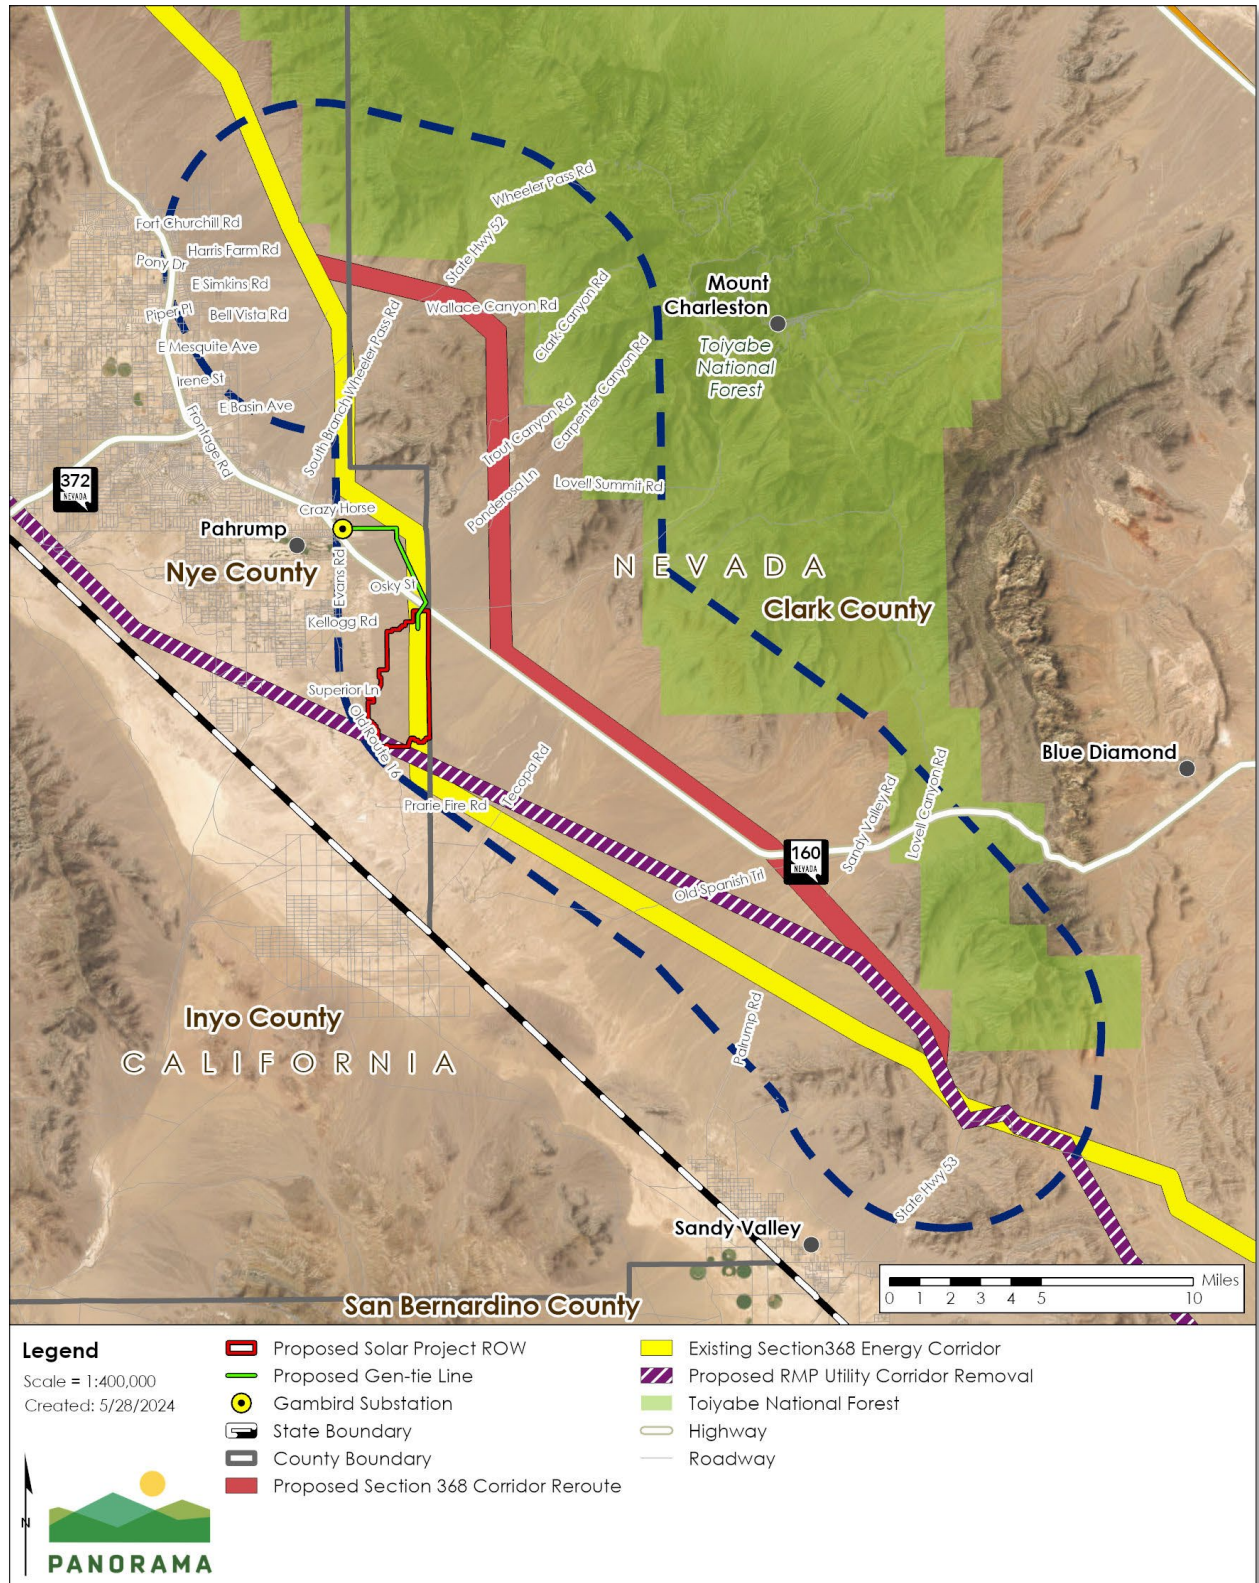 Wheeler Pass Rd
Fort Churchill Rd
State Hwy 52
Harris Farm Rd
Pony Dr
E Simkins Rd
Mount
Charleston
Clark Canyon Rd
Wallace Canyon Rd
Piper Pl
Bell Vista Rd
Toiyabe
National
Forest
E Mesquite Ave
South Branch Wheeler Pass Rd
Carpenter Canyon Rd
Irene St
E Basin Ave
Trout Canyon Rd
Frontage Rd
372
NEVADA
Ponderosa Ln
Lovell Summit Rd
Crazy Horse
Pahrump
Nye County
Evans Rd
Osky St
NEVADA
Clark County
Kellogg Rd
Superior Ln
Old Route 16
Blue Diamond
Tecopa Rd
Prarie Fire Rd
Sandy Valley Rd
Lovell Canyon Rd
160
NEVADA
Old Spanish Trl
Inyo County
CALIFORNIA
Pahrump Rd
State Hwy 53
Sandy Valley
San Bernardino County
Miles
0 1 2 3 4 5 10
Legend
Scale = 1:400,000
Created: 5/28/2024
N
PANORAMA
Proposed Solar Project ROW
Proposed Gen-tie Line
Gambird Substation
State Boundary
County Boundary
Proposed Section 368 Corridor Reroute
Existing Section368 Energy Corridor
Proposed RMP Utility Corridor Removal
Toiyabe National Forest
Highway
Roadway